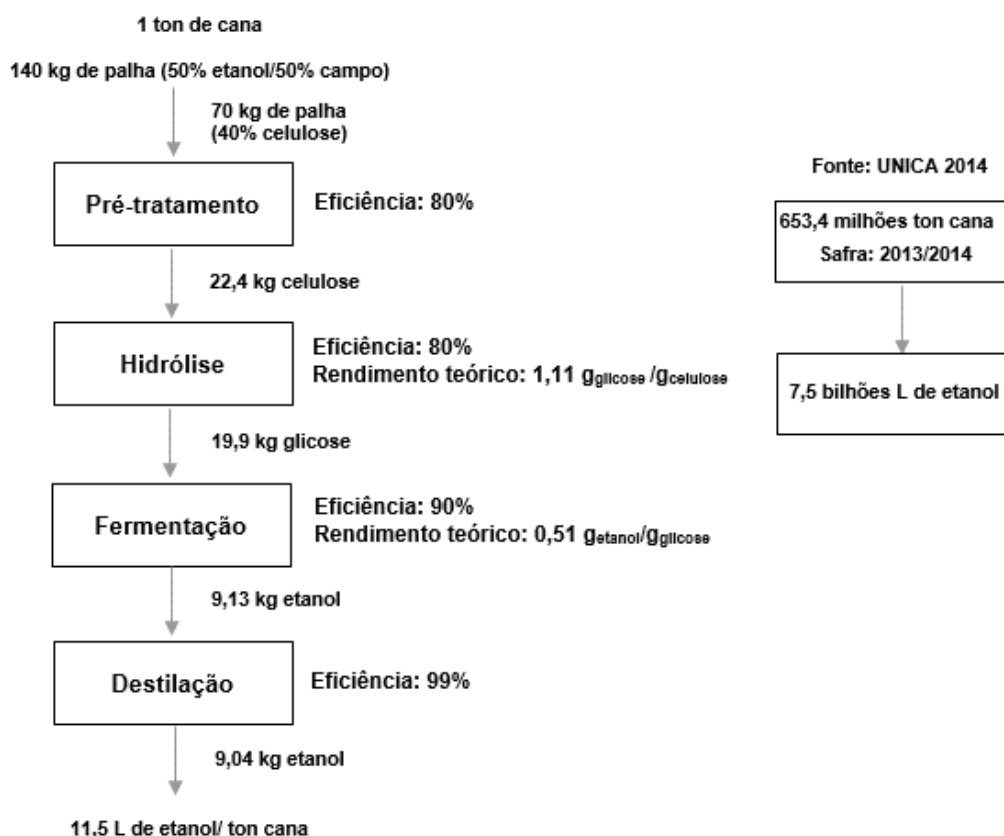 1 ton de cana
140 kg de palha (50% etanol/50% campo)
70 kg de palha
(40% celulose)
Pré-tratamento
Eficiência: 80%
22,4 kg celulose
Hidrólise
Eficiência: 80%
Rendimento teórico: 1,11 gglicose /gcelulose
19,9 kg glicose
Fermentação
Eficiência: 90%
Rendimento teórico: 0,51 getanol/gglicose
9,13 kg etanol
Destilação
Eficiência: 99%
9,04 kg etanol
11,5 L de etanol/ ton cana
Fonte: UNICA 2014
653,4 milhões ton cana
Safra: 2013/2014
7,5 bilhões L de etanol